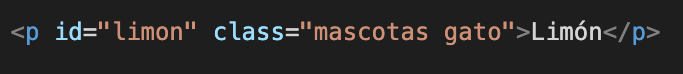 <p id="limon" class="mascotas gato">Limón</p>